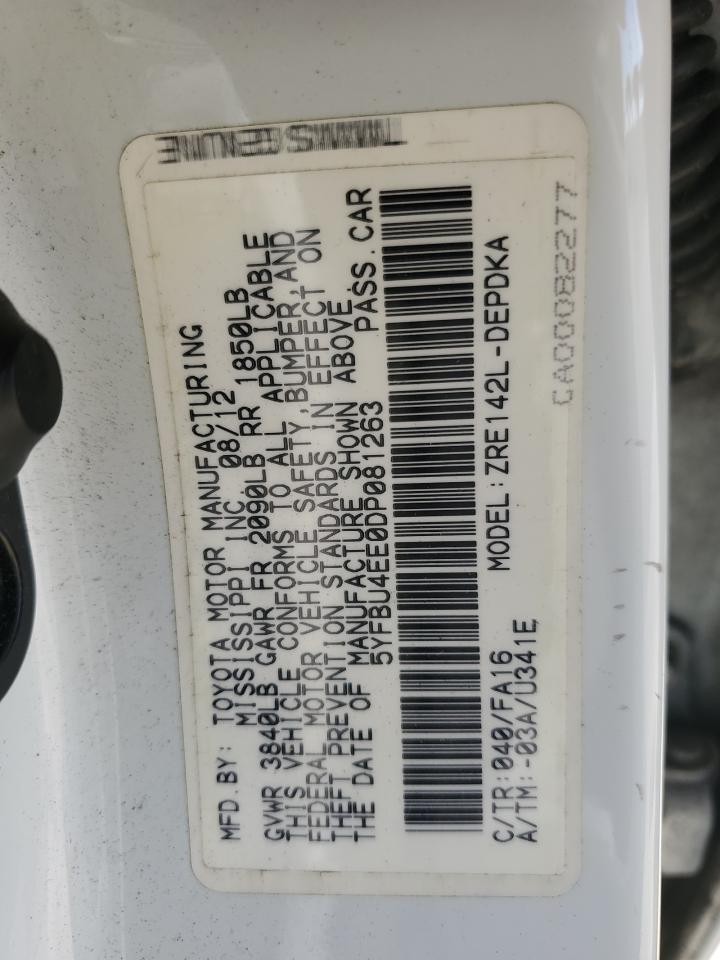 MFD.BY: TOYOTA MOTOR MANUFACTURING
MISSISSIPPI INC 08/12
GVWR 3840LB GAWR FR 2090LB RR 1850LB
THIS VEHICLE CONFORMS TO ALL APPLICABLE
FEDERAL MOTOR VEHICLE SAFETY, BUMPER, AND
THEFT PREVENTION STANDARDS IN EFFECT ON
THE DATE OF MANUFACTURE SHOWN ABOVE.
5YFBU4EE0DP081263 PASS. CAR
C/TR:040/FA16 MODEL:ZRE142L-DEPDKA
A/TM:-03A/U341E
CA00082277